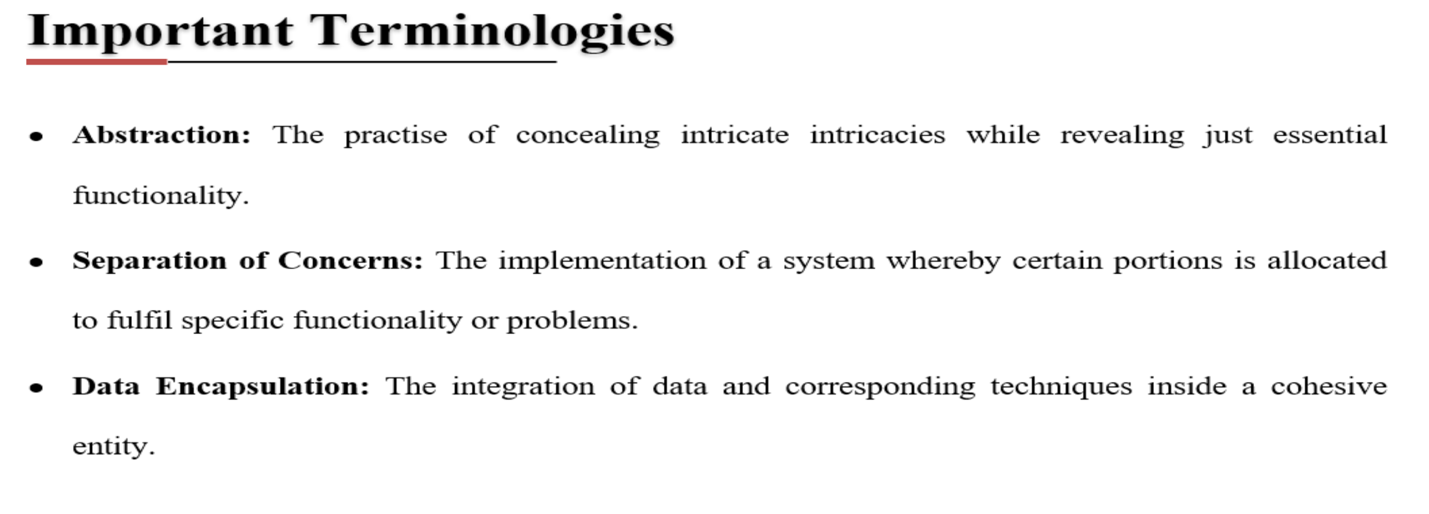 Important Terminologies
• Abstraction: The practise of concealing intricate intricacies while revealing just essential
functionality.
• Separation of Concerns: The implementation of a system whereby certain portions is allocated
to fulfil specific functionality or problems.
• Data Encapsulation: The integration of data and corresponding techniques inside a cohesive
entity.